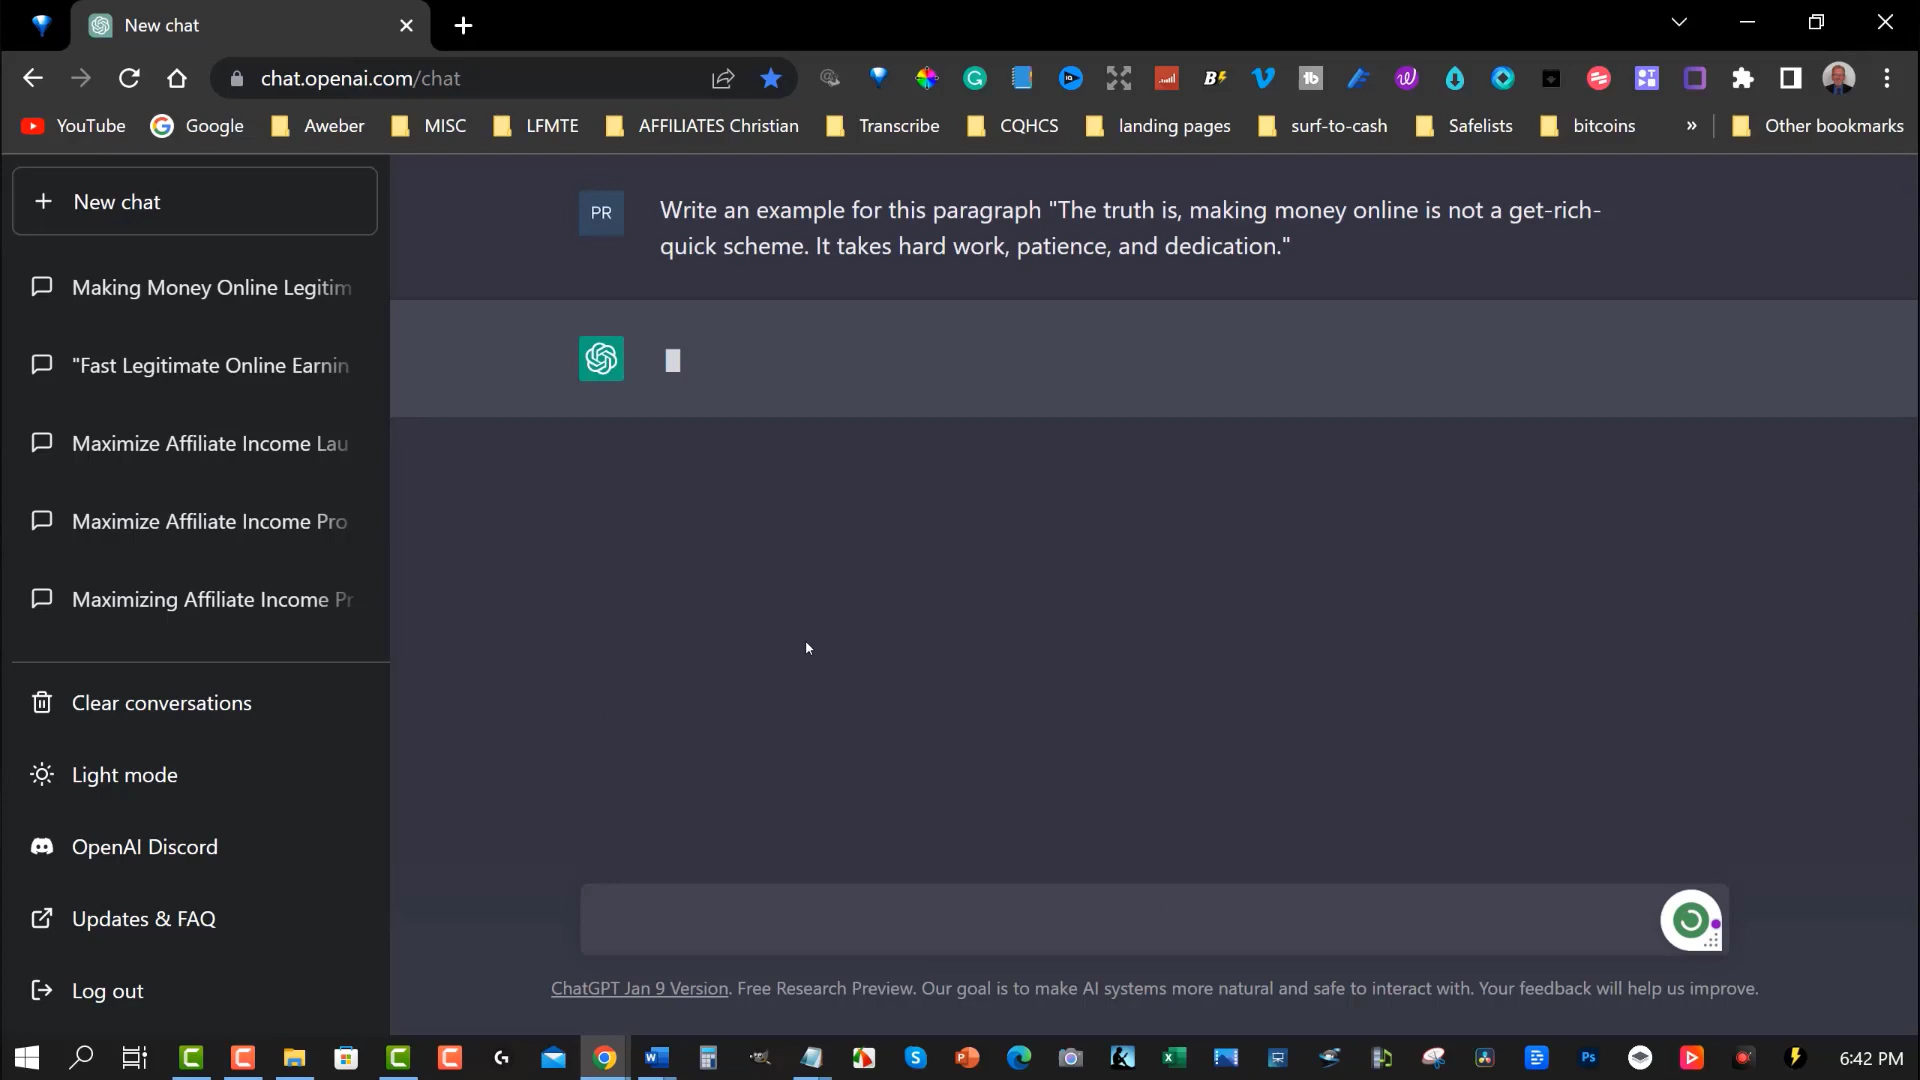 New chat
chat.openai.com/chat
YouTube
Google
Aweber
MISC
LFMTE
AFFILIATES Christian
Transcribe
CQHCS
landing pages
surf-to-cash
Safelists
bitcoins
»
Other bookmarks
New chat
Making Money Online Legitim
"Fast Legitimate Online Earnin
Maximize Affiliate Income Lau
Maximize Affiliate Income Pro
Maximizing Affiliate Income Pr
Clear conversations
Light mode
OpenAI Discord
Updates & FAQ
Log out
PR
Write an example for this paragraph "The truth is, making money online is not a get-rich-
quick scheme. It takes hard work, patience, and dedication."
ChatGPT Jan 9 Version. Free Research Preview. Our goal is to make AI systems more natural and safe to interact with. Your feedback will help us improve.
6:42 PM